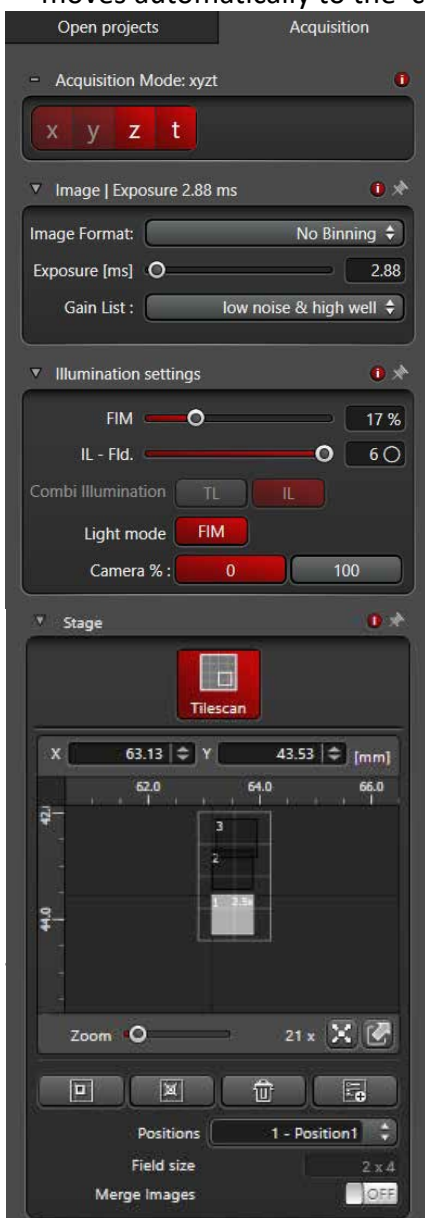 moves automatically to the
Open projects Acquisition
Acquisition Mode: xyzt
x y z t
Image | Exposure 2.88 ms
Image Format: No Binning
Exposure [ms] 2.88
Gain List : low noise & high well
Illumination settings
FIM 17 %
IL - Fld. 6
Combi Illumination TL IL
Light mode FIM
Camera % : 0 100
Stage
Tilescan
X 63.13 Y 43.53 [mm]
62.0 64.0 66.0
3
2
1 2.5x
44.0
Zoom 21 x
Positions 1 - Position1
Field size 2 x 4
Merge Images OFF